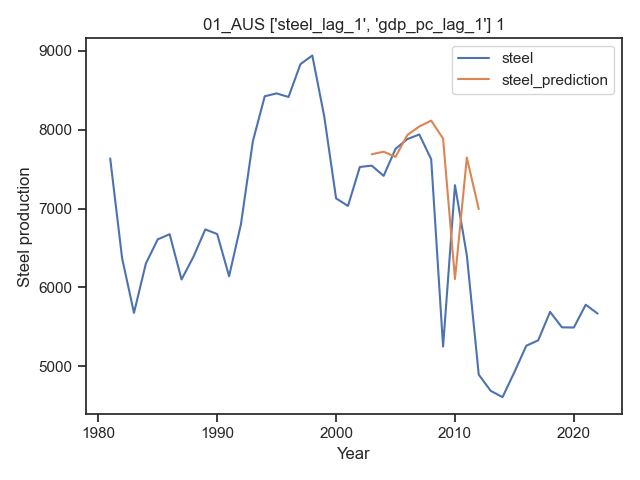 01_AUS ['steel_lag_1', 'gdp_pc_lag_1'] 1
steel
steel_prediction
9000
8000
7000
6000
5000
Steel production
1980
1990
2000
2010
2020
Year